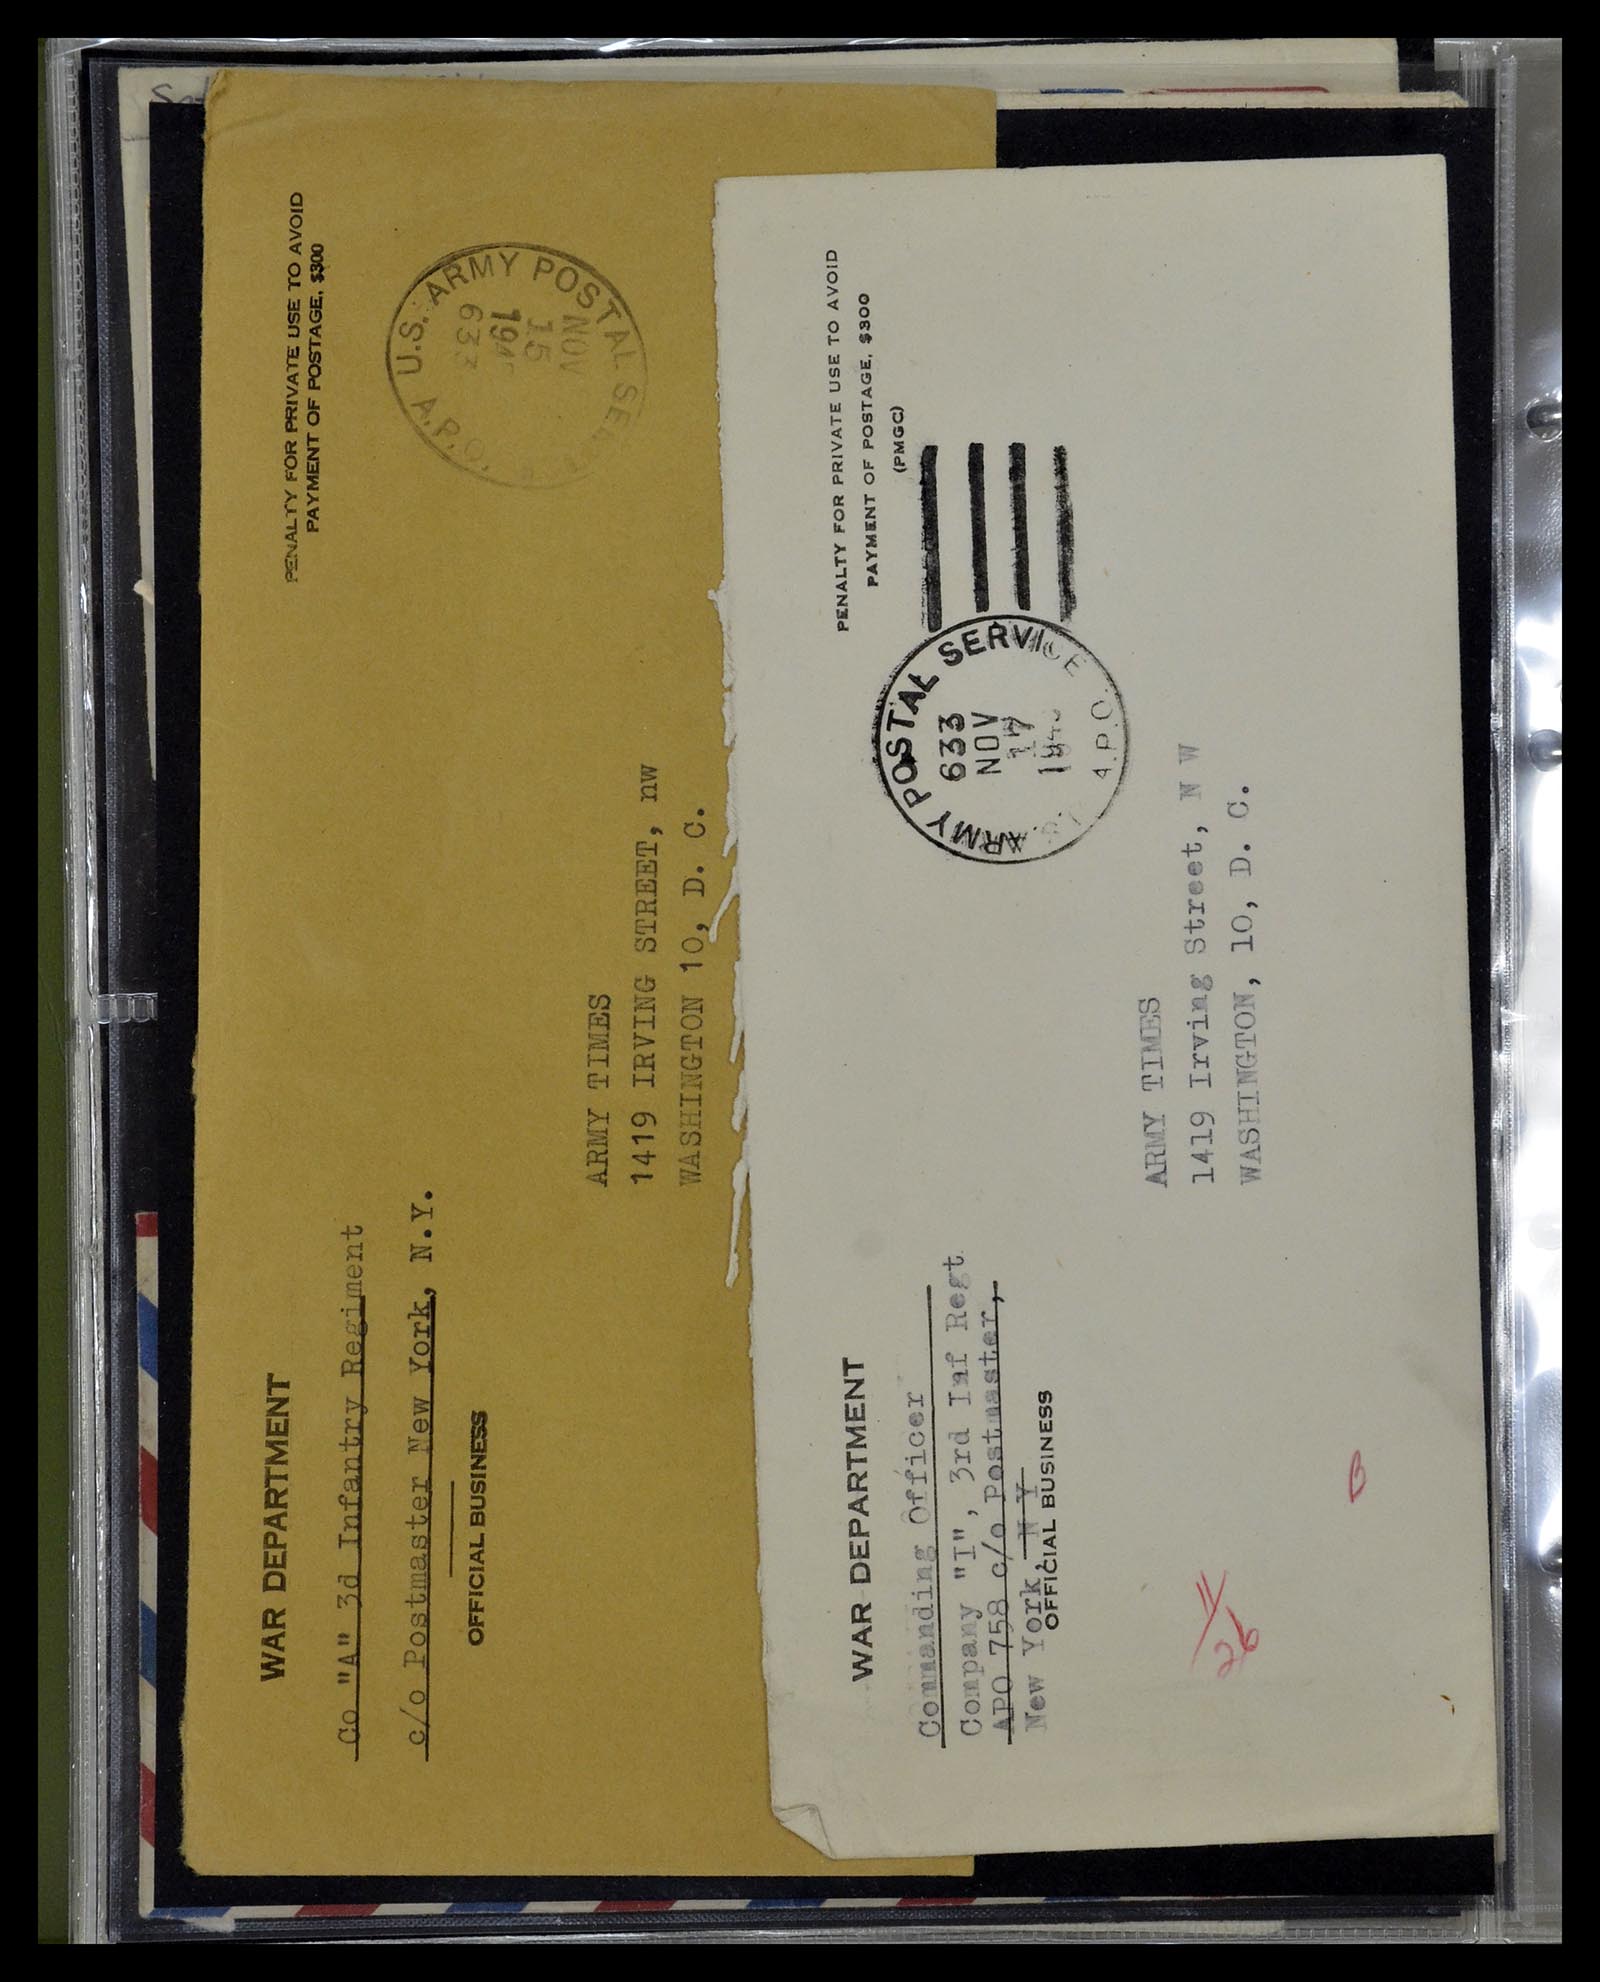 PENALTY FOR PRIVATE USE TO AVOID
PAYMENT OF POSTAGE, $300
U.S. ARMY POSTAL
A.P.O.
NOV
15
633
WAR DEPARTMENT
Co "A" 3d Infantry Regiment
c/o Postmaster New York, N.Y.
OFFICIAL BUSINESS
ARMY TIMES
1419 IRVING STREET, nw
WASHINGTON 10, D. C.
PENALTY FOR PRIVATE USE TO AVOID
PAYMENT OF POSTAGE, $300
(PMGC)
ARMY POSTAL SERVICE
A.P.O.
633
NOV
17
WAR DEPARTMENT
Commanding Officer
Company "I", 3rd Inf Regt
APO 758 c/o Postmaster,
New York, N Y
OFFICIAL BUSINESS
ARMY TIMES
1419 Irving Street, N W
WASHINGTON, 10, D. C.
11/26
B